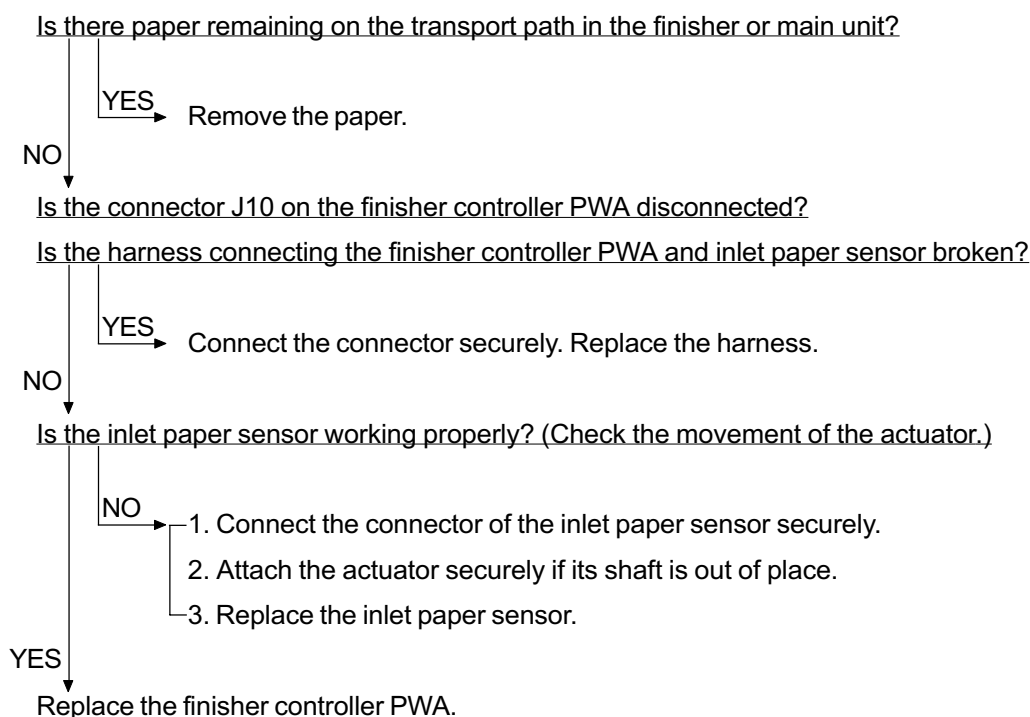 Is there paper remaining on the transport path in the finisher or main unit?
YES
Remove the paper.
NO
Is the connector J10 on the finisher controller PWA disconnected?
Is the harness connecting the finisher controller PWA and inlet paper sensor broken?
YES
Connect the connector securely. Replace the harness.
NO
Is the inlet paper sensor working properly? (Check the movement of the actuator.)
NO
1. Connect the connector of the inlet paper sensor securely.
2. Attach the actuator securely if its shaft is out of place.
3. Replace the inlet paper sensor.
YES
Replace the finisher controller PWA.